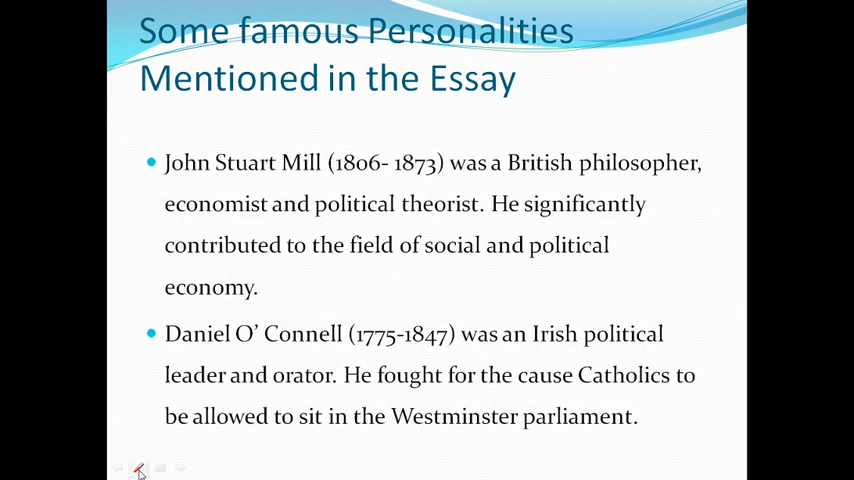 Some famous Personalities
Mentioned in the Essay
• John Stuart Mill (1806- 1873) was a British philosopher,
economist and political theorist. He significantly
contributed to the field of social and political
economy.
• Daniel O’ Connell (1775-1847) was an Irish political
leader and orator. He fought for the cause Catholics to
be allowed to sit in the Westminster parliament.